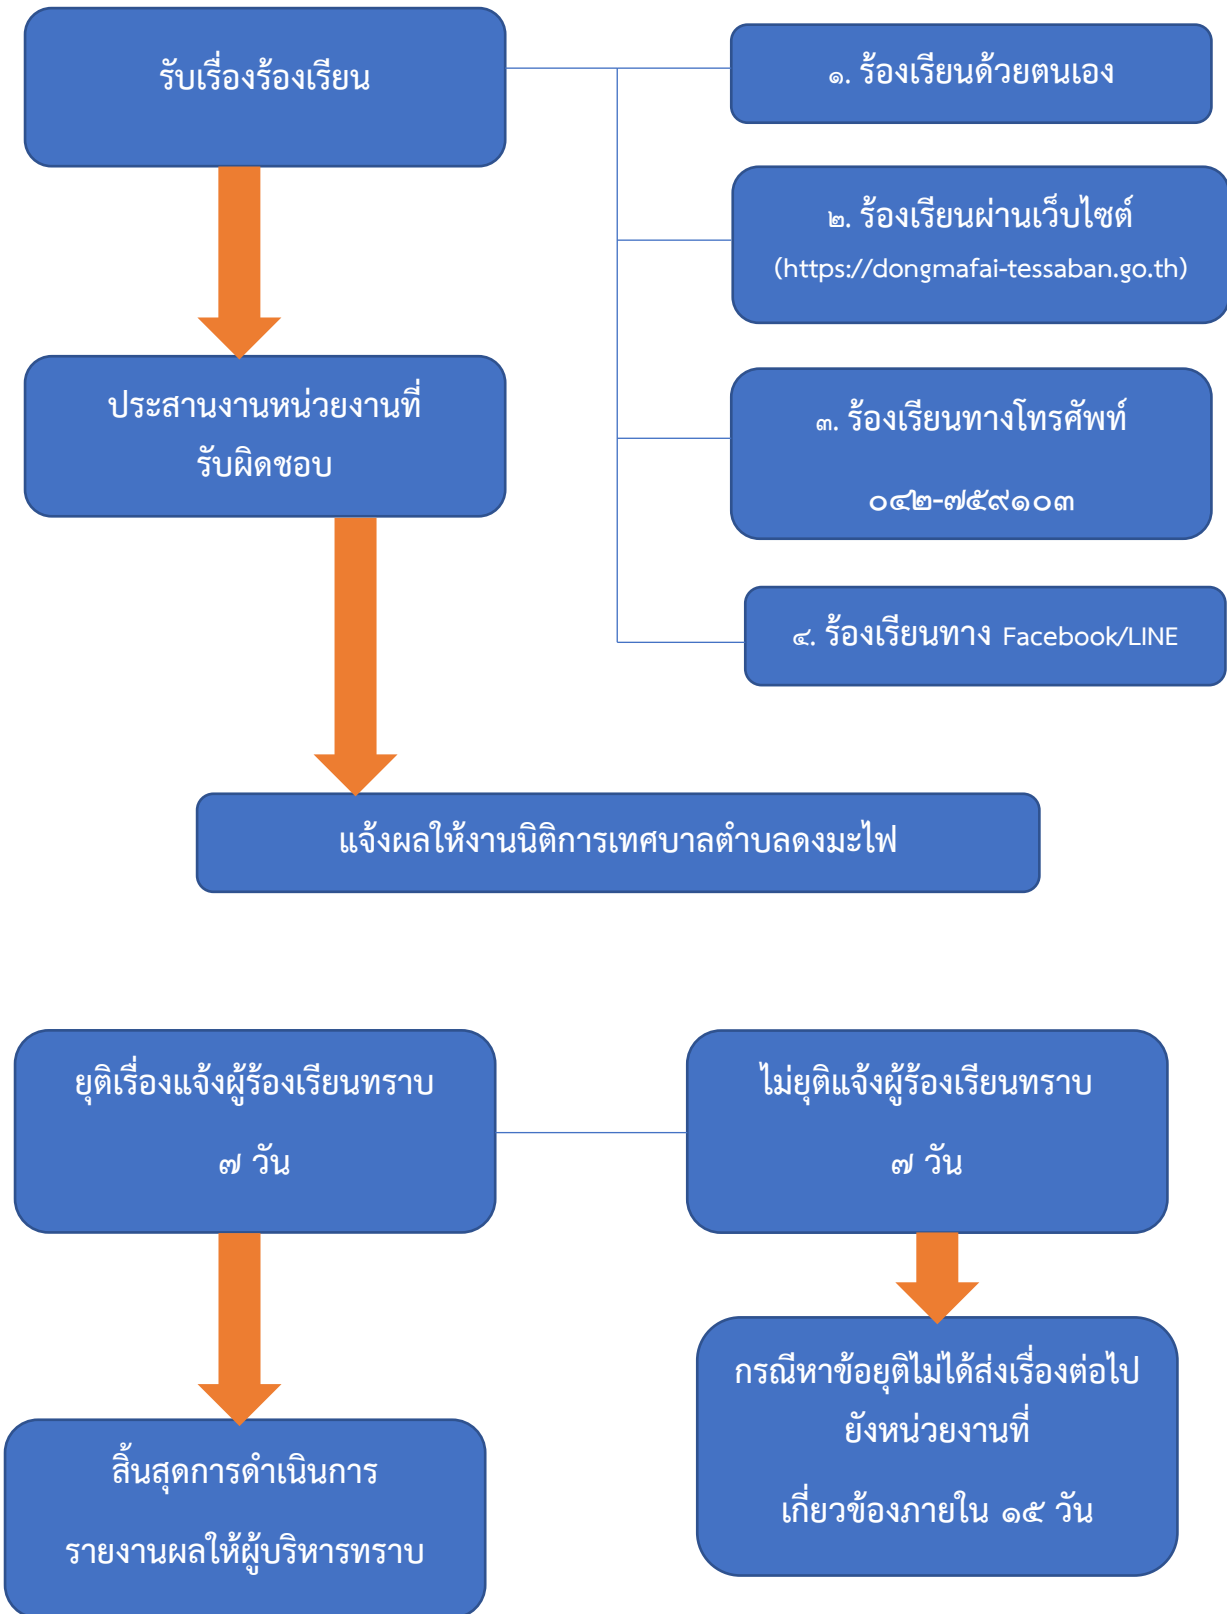 รับเรื่องร้องเรียน
๑. ร้องเรียนด้วยตนเอง
๒. ร้องเรียนผ่านเว็บไซต์
(https://dongmafai-tessaban.go.th)
ประสานงานหน่วยงานที่
รับผิดชอบ
๓. ร้องเรียนทางโทรศัพท์
๐๔๒-๗๕๙๑๐๓
๔. ร้องเรียนทาง Facebook/LINE
แจ้งผลให้งานนิติการเทศบาลตำบลดงมะไฟ
ยุติเรื่องแจ้งผู้ร้องเรียนทราบ
๗ วัน
ไม่ยุติแจ้งผู้ร้องเรียนทราบ
๗ วัน
สิ้นสุดการดำเนินการ
รายงานผลให้ผู้บริหารทราบ
กรณีหาข้อยุติไม่ได้ส่งเรื่องต่อไป
ยังหน่วยงานที่
เกี่ยวข้องภายใน ๑๕ วัน